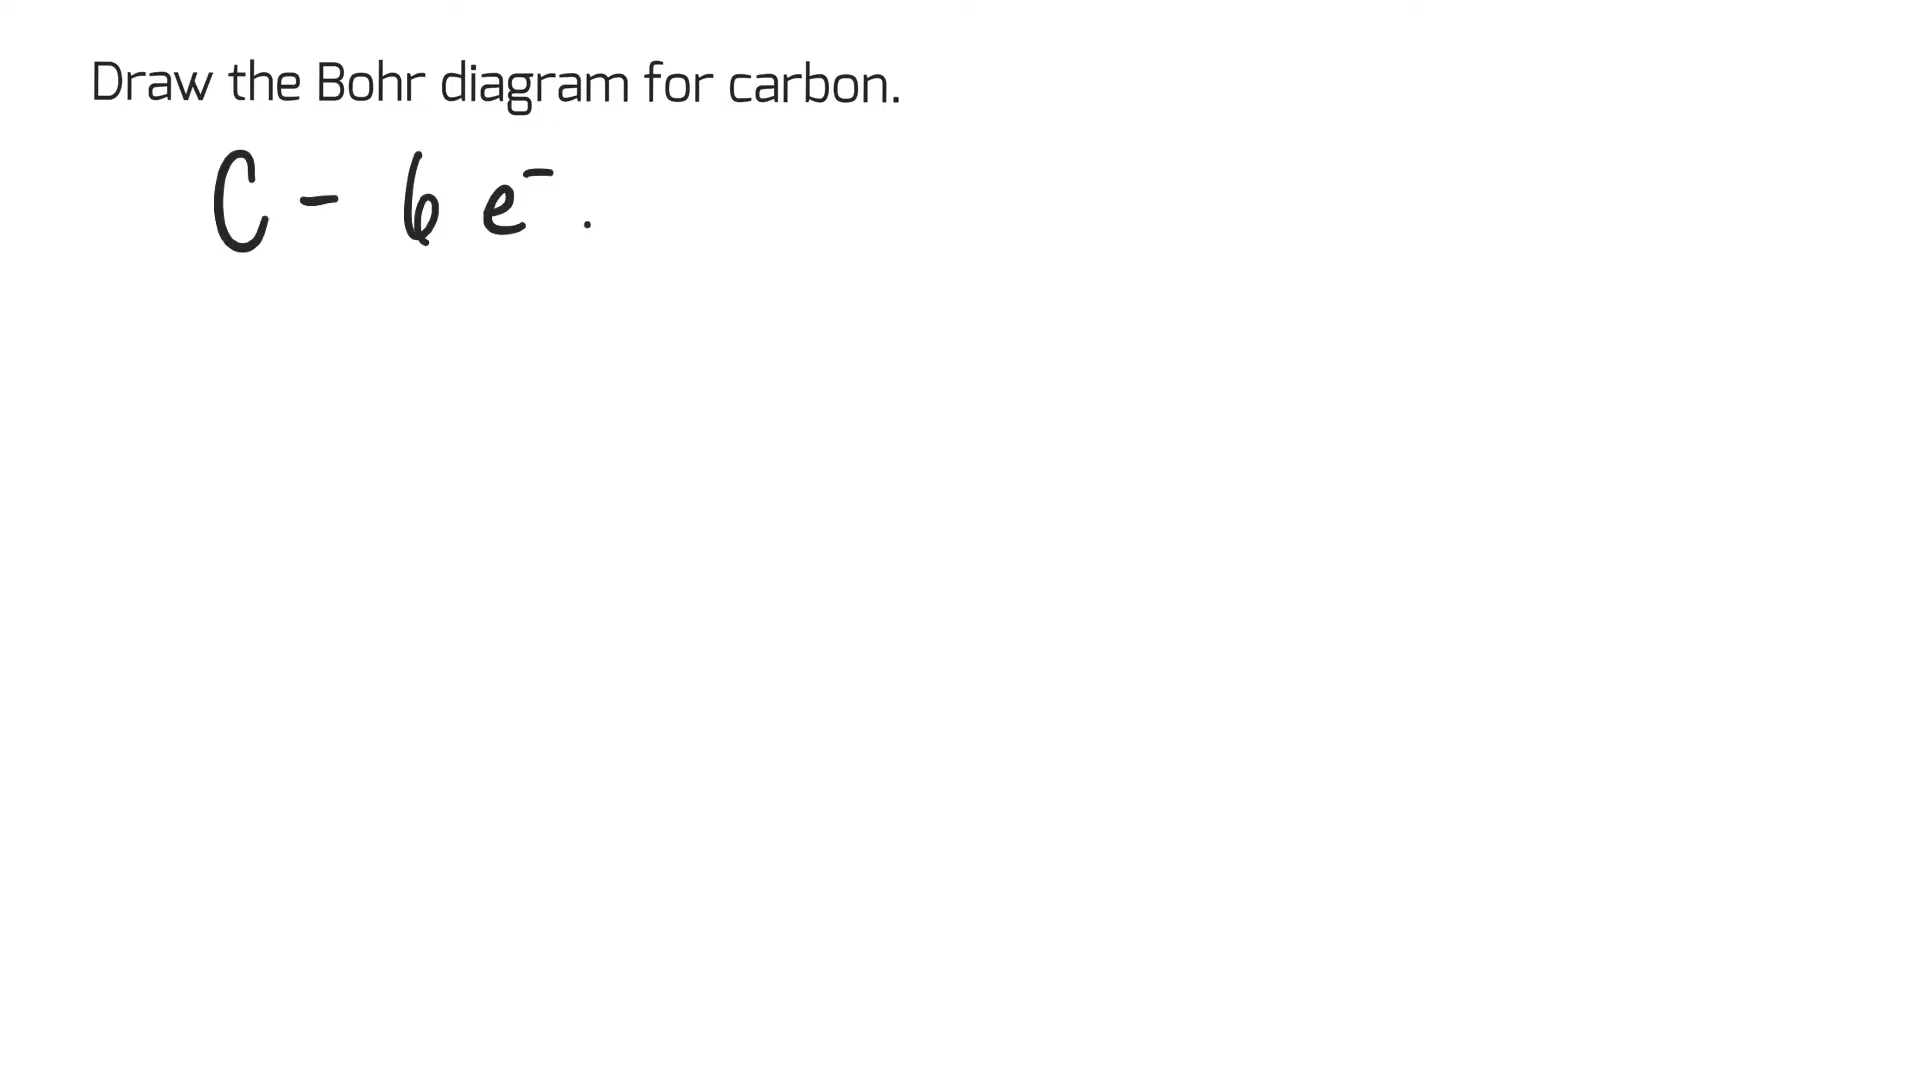 Draw the Bohr diagram for carbon.
C - 6 e⁻ .